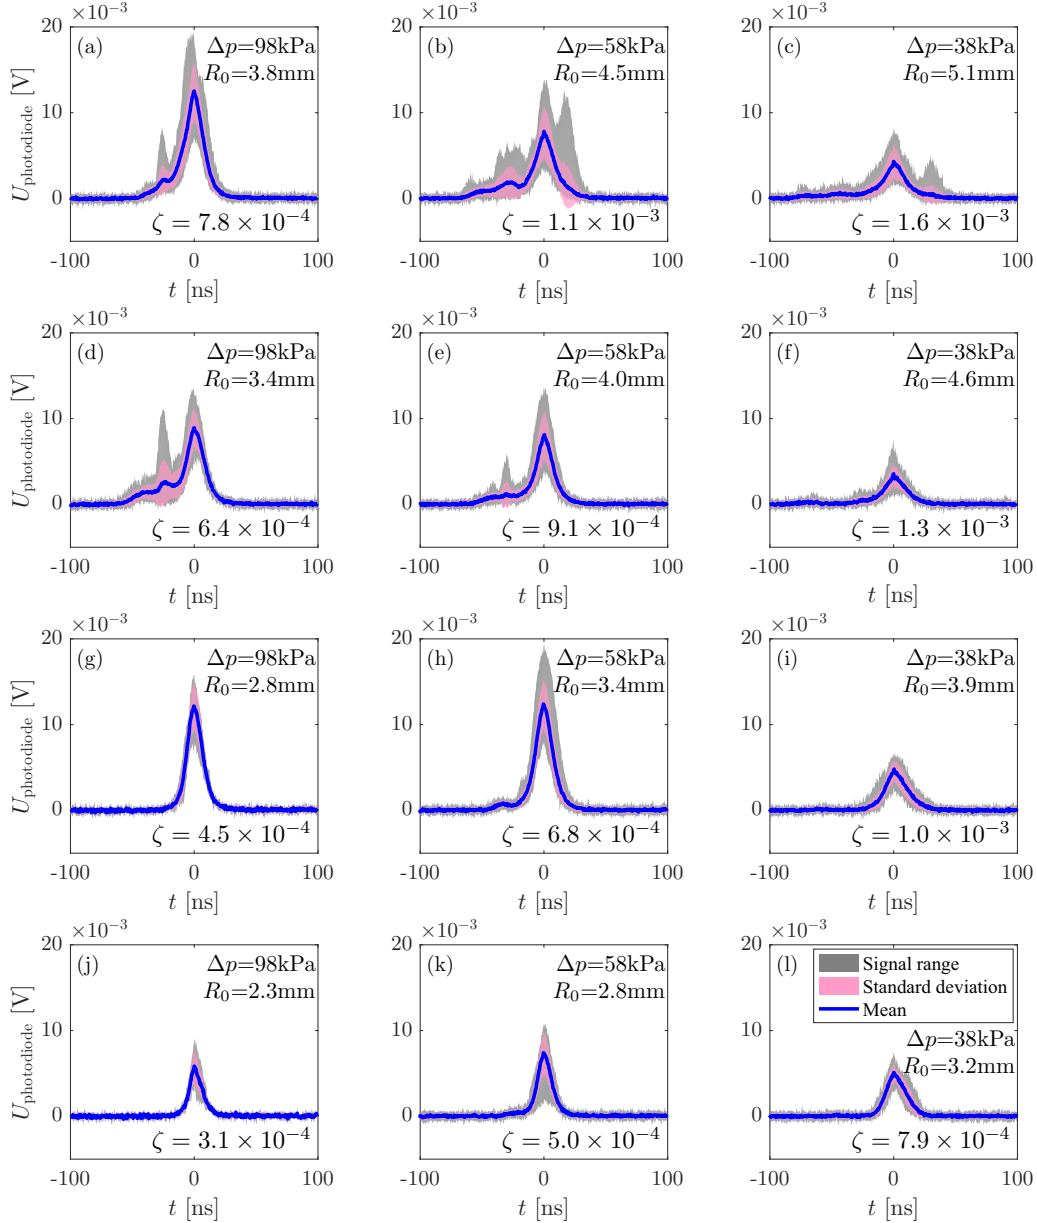 ×10⁻³ ×10⁻³ ×10⁻³
20 (a) Δp=98kPa (b) Δp=58kPa (c) Δp=38kPa
R₀=3.8mm R₀=4.5mm R₀=5.1mm
10 10 10
U_photodiode [V]
0 0 0
ζ = 7.8 × 10⁻⁴ ζ = 1.1 × 10⁻³ ζ = 1.6 × 10⁻³
-100 0 100 -100 0 100 -100 0 100
t [ns] t [ns] t [ns]
×10⁻³ ×10⁻³ ×10⁻³
20 20 20
(d) Δp=98kPa (e) Δp=58kPa (f) Δp=38kPa
R₀=3.4mm R₀=4.0mm R₀=4.6mm
10 10 10
U_photodiode [V]
0 0 0
ζ = 6.4 × 10⁻⁴ ζ = 9.1 × 10⁻⁴ ζ = 1.3 × 10⁻³
-100 0 100 -100 0 100 -100 0 100
t [ns] t [ns] t [ns]
×10⁻³ ×10⁻³ ×10⁻³
20 20 20
(g) Δp=98kPa (h) Δp=58kPa (i) Δp=38kPa
R₀=2.8mm R₀=3.4mm R₀=3.9mm
10 10 10
U_photodiode [V]
0 0 0
ζ = 4.5 × 10⁻⁴ ζ = 6.8 × 10⁻⁴ ζ = 1.0 × 10⁻³
-100 0 100 -100 0 100 -100 0 100
t [ns] t [ns] t [ns]
×10⁻³ ×10⁻³ ×10⁻³
20 20 20
(j) Δp=98kPa (k) Δp=58kPa (l) Signal range
R₀=2.3mm R₀=2.8mm Standard deviation
Mean
10 10 10
Δp=38kPa
R₀=3.2mm
U_photodiode [V]
0 0 0
ζ = 3.1 × 10⁻⁴ ζ = 5.0 × 10⁻⁴ ζ = 7.9 × 10⁻⁴
-100 0 100 -100 0 100 -100 0 100
t [ns] t [ns] t [ns]